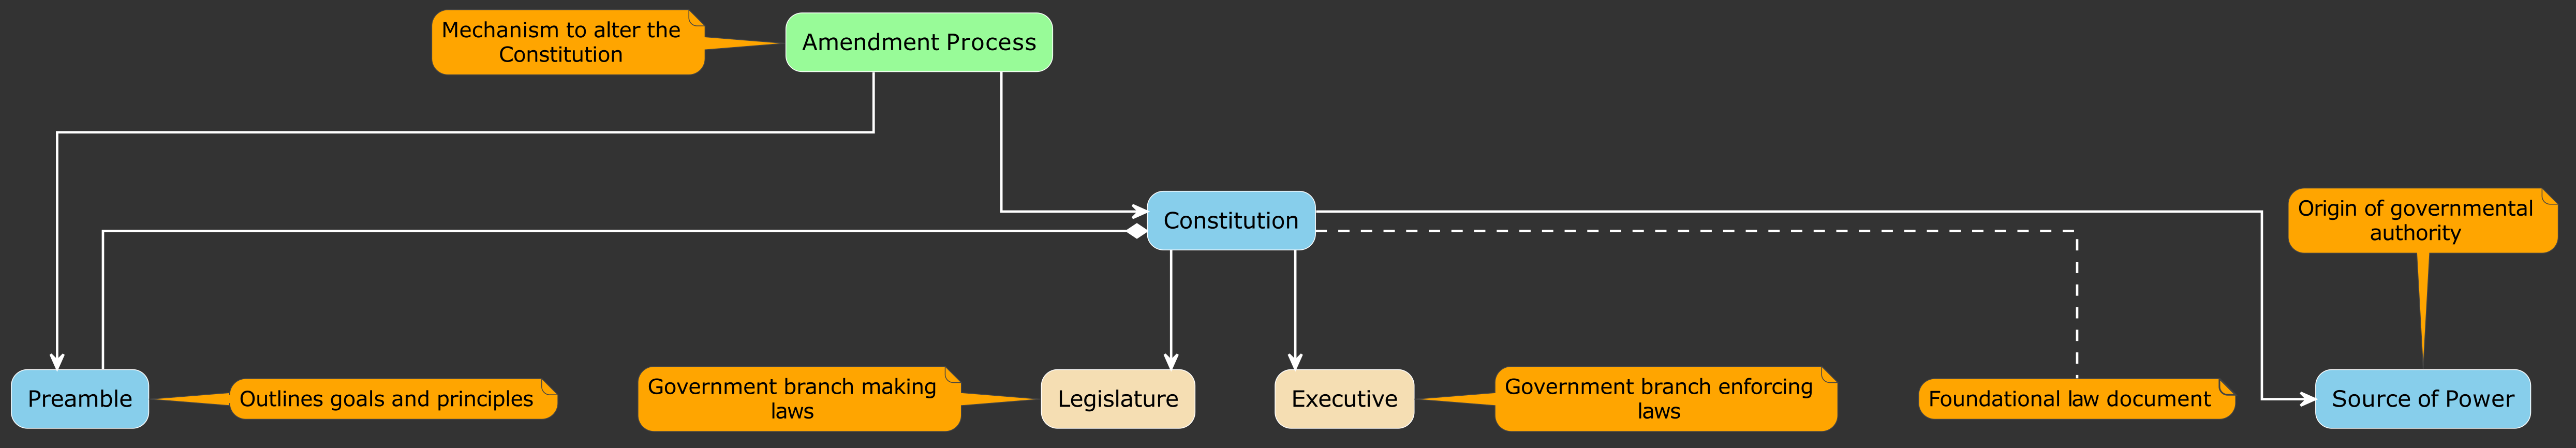 Mechanism to alter the
Constitution
Amendment Process
Constitution
Origin of governmental
authority
Preamble
Outlines goals and principles
Government branch making
laws
Legislature
Executive
Government branch enforcing
laws
Foundational law document
Source of Power